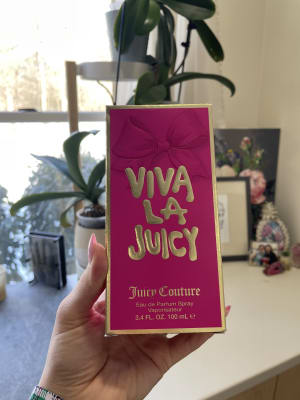 VIVA
LA
JUICY
Juicy Couture
Eau de Parfum Spray
Vaporisateur
3.4 FL. OZ. 100 mL ℮